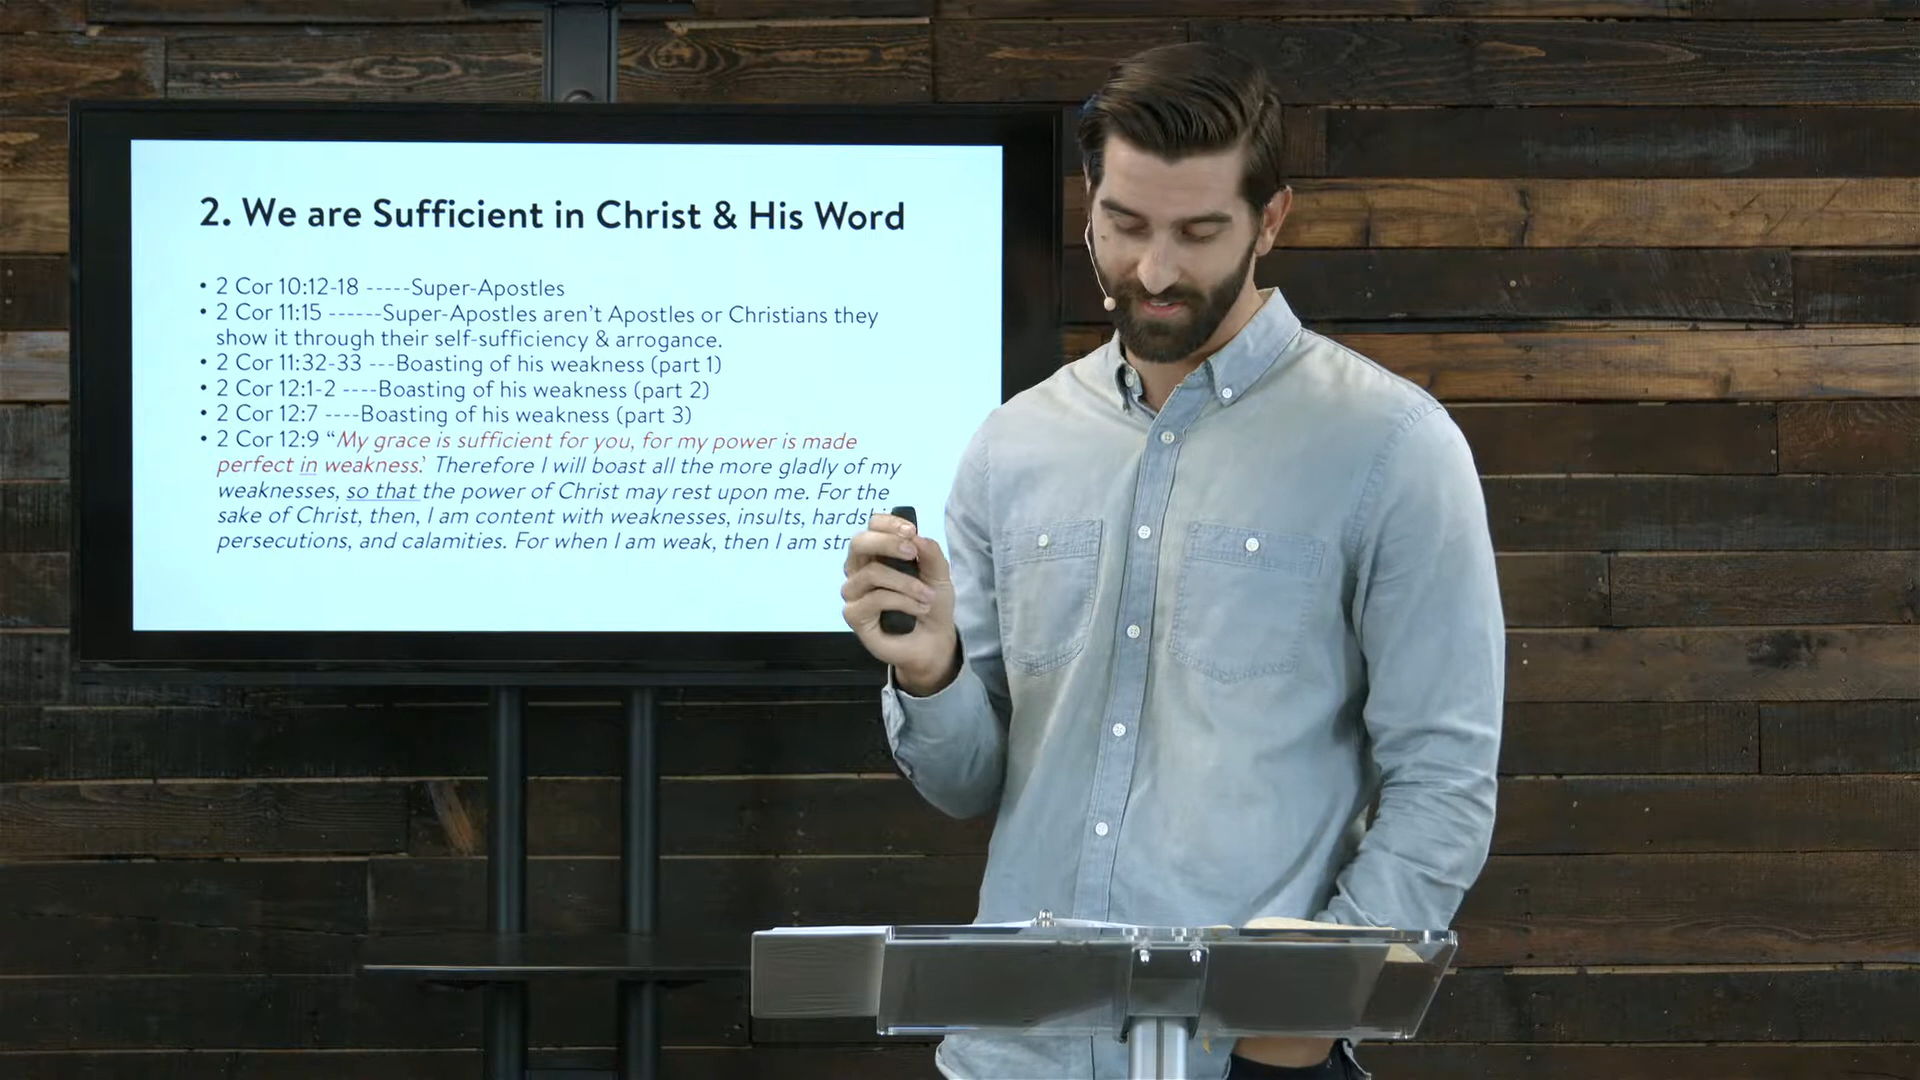 2. We are Sufficient in Christ & His Word
• 2 Cor 10:12-18 -----Super-Apostles
• 2 Cor 11:15 ------Super-Apostles aren't Apostles or Christians they
show it through their self-sufficiency & arrogance.
• 2 Cor 11:32-33 ---Boasting of his weakness (part 1)
• 2 Cor 12:1-2 ----Boasting of his weakness (part 2)
• 2 Cor 12:7 ----Boasting of his weakness (part 3)
• 2 Cor 12:9 “My grace is sufficient for you, for my power is made
perfect in weakness.’ Therefore I will boast all the more gladly of my
weaknesses, so that the power of Christ may rest upon me. For the
sake of Christ, then, I am content with weaknesses, insults,
persecutions, and calamities. For when I am weak, then I am